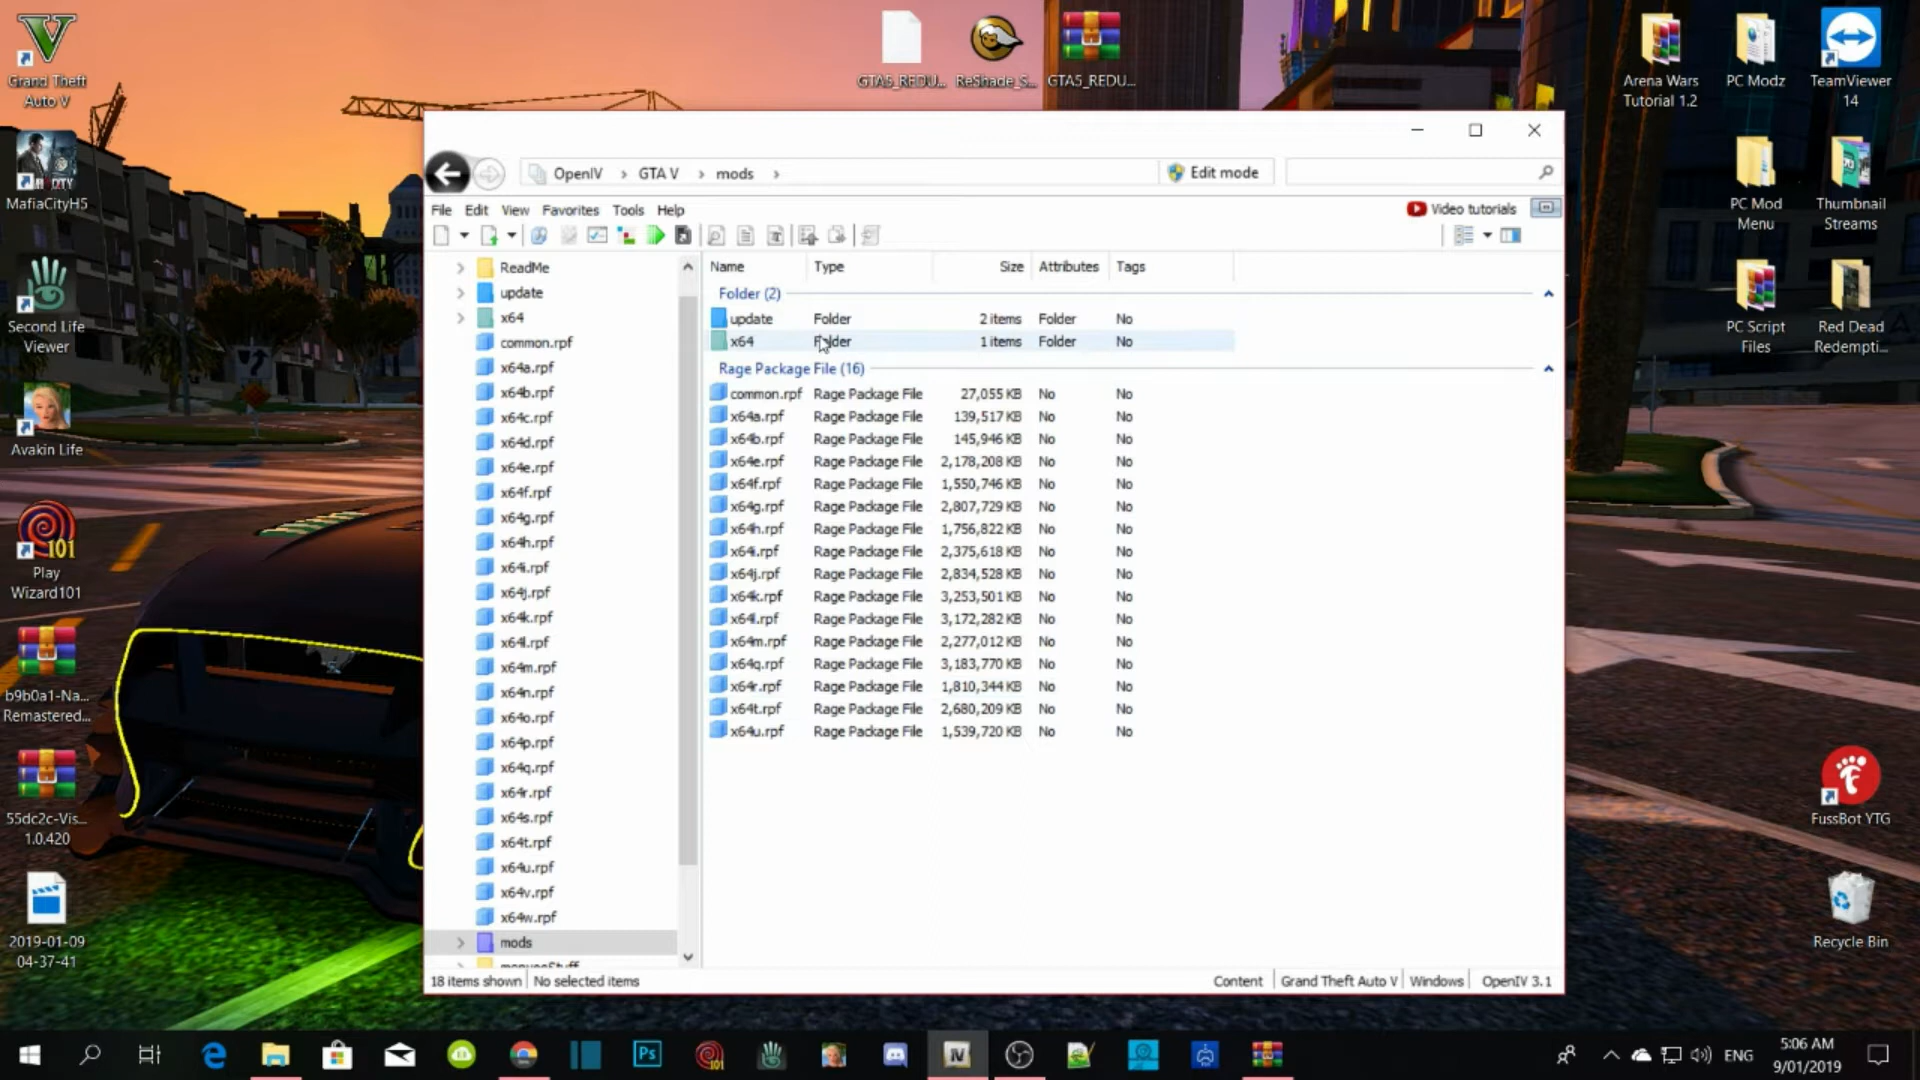 Grand Theft
Auto V
MafiaCityH5
Second Life
Viewer
Avakin Life
Play
Wizard101
b9b0a1-Na...
Remastered...
55dc2c-Vis...
1.0.420
2019-01-09
04-37-41
GTA5_REDU...
ReShade_S...
GTA5_REDU...
Arena Wars
Tutorial 1.2
PC Modz
TeamViewer
14
PC Mod
Menu
Thumbnail
Streams
PC Script
Files
Red Dead
Redempti...
FussBot YTG
Recycle Bin
OpenIV
GTA V
mods
Edit mode
File Edit View Favorites Tools Help
Video tutorials
ReadMe
update
x64
common.rpf
x64a.rpf
x64b.rpf
x64c.rpf
x64d.rpf
x64e.rpf
x64f.rpf
x64g.rpf
x64h.rpf
x64i.rpf
x64j.rpf
x64k.rpf
x64l.rpf
x64m.rpf
x64n.rpf
x64o.rpf
x64p.rpf
x64q.rpf
x64r.rpf
x64s.rpf
x64t.rpf
x64u.rpf
x64v.rpf
x64w.rpf
mods
Name Type Size Attributes Tags
Folder (2)
update Folder 2 items Folder No
x64 Folder 1 items Folder No
Rage Package File (16)
common.rpf Rage Package File 27,055 KB No No
x64a.rpf Rage Package File 139,517 KB No No
x64b.rpf Rage Package File 145,946 KB No No
x64e.rpf Rage Package File 2,178,208 KB No No
x64f.rpf Rage Package File 1,550,746 KB No No
x64g.rpf Rage Package File 2,807,729 KB No No
x64h.rpf Rage Package File 1,756,822 KB No No
x64i.rpf Rage Package File 2,375,618 KB No No
x64j.rpf Rage Package File 2,834,528 KB No No
x64k.rpf Rage Package File 3,253,501 KB No No
x64l.rpf Rage Package File 3,172,282 KB No No
x64m.rpf Rage Package File 2,277,012 KB No No
x64q.rpf Rage Package File 3,183,770 KB No No
x64r.rpf Rage Package File 1,810,344 KB No No
x64t.rpf Rage Package File 2,680,209 KB No No
x64u.rpf Rage Package File 1,539,720 KB No No
18 items shown No selected items
Content Grand Theft Auto V Windows OpenIV 3.1
Ps
101
IV
ENG
5:06 AM
9/01/2019